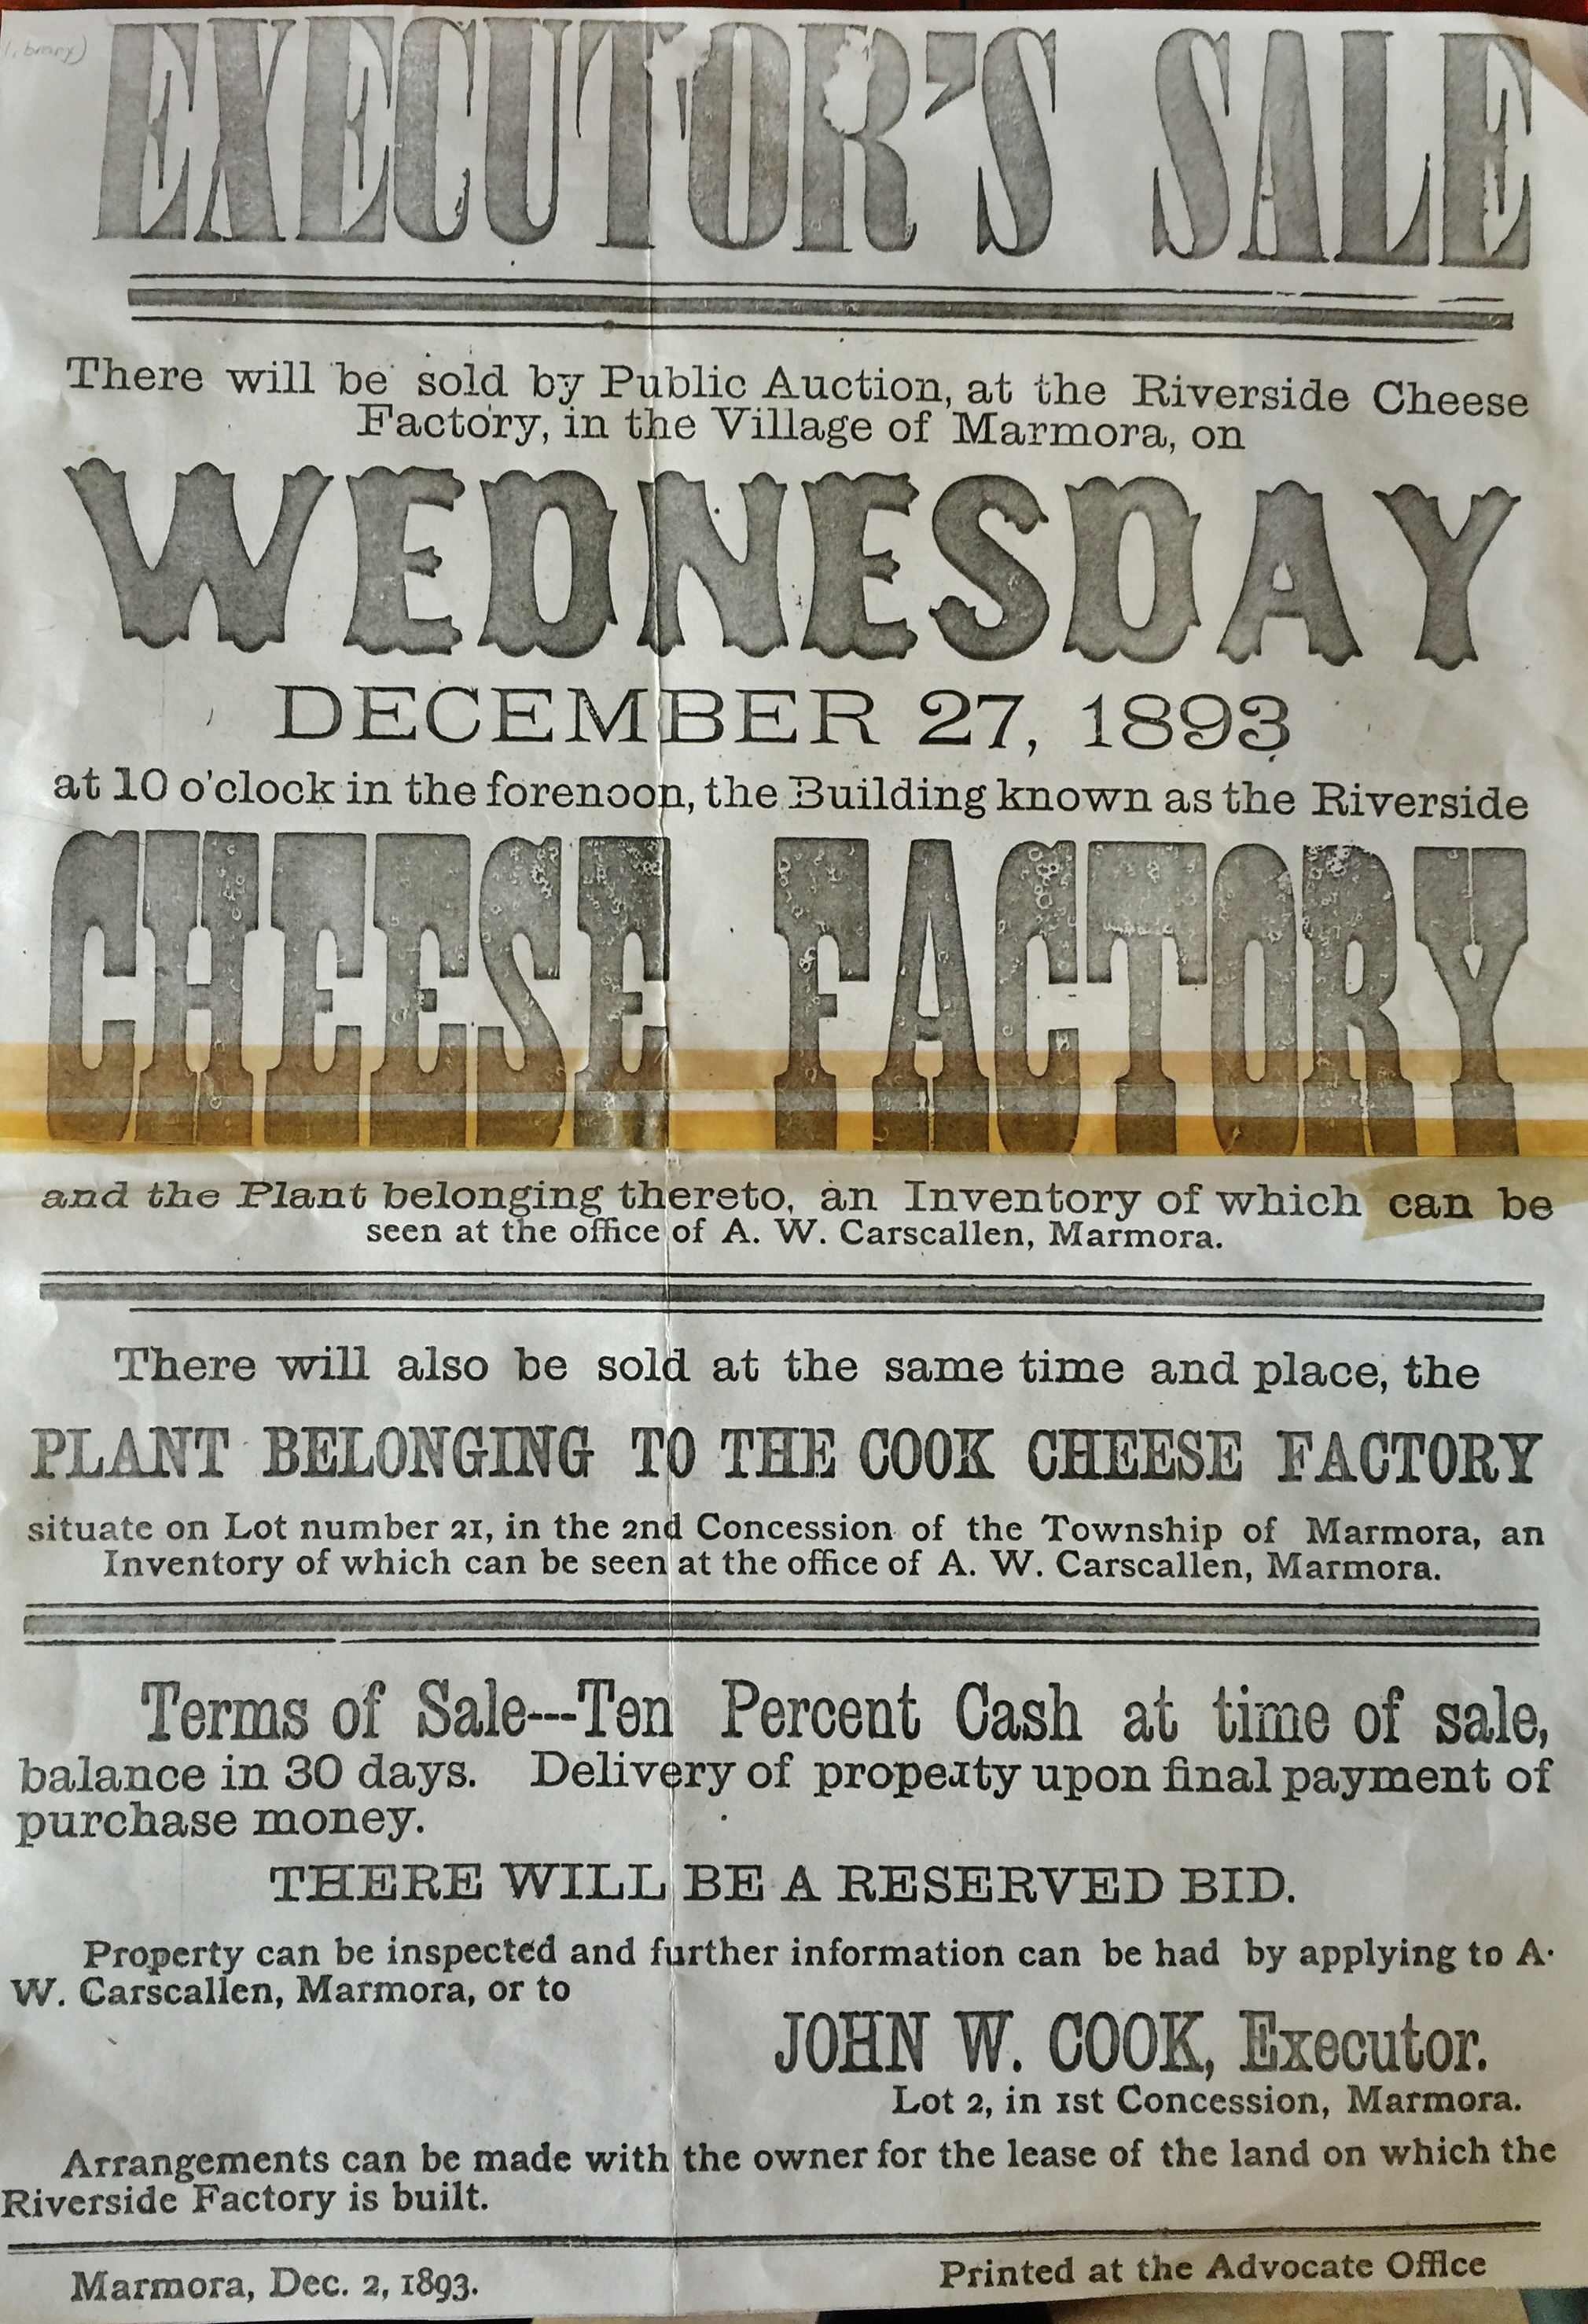 library)
EXECUTOR'S SALE
There will be sold by Public Auction, at the Riverside Cheese
Factory, in the Village of Marmora, on
WEDNESDAY
DECEMBER 27, 1893
at 10 o'clock in the forenoon, the Building known as the Riverside
CHEESE FACTORY
and the Plant belonging thereto, an Inventory of which can be
seen at the office of A. W. Carscallen, Marmora.
There will also be sold at the same time and place, the
PLANT BELONGING TO THE COOK CHEESE FACTORY
situate on Lot number 21, in the 2nd Concession of the Township of Marmora, an
Inventory of which can be seen at the office of A. W. Carscallen, Marmora.
Terms of Sale---Ten Percent Cash at time of sale,
balance in 30 days. Delivery of property upon final payment of
purchase money.
THERE WILL BE A RESERVED BID.
Property can be inspected and further information can be had by applying to A.
W. Carscallen, Marmora, or to
JOHN W. COOK, Executor.
Lot 2, in 1st Concession, Marmora.
Arrangements can be made with the owner for the lease of the land on which the
Riverside Factory is built.
Marmora, Dec. 2, 1893.
Printed at the Advocate Office